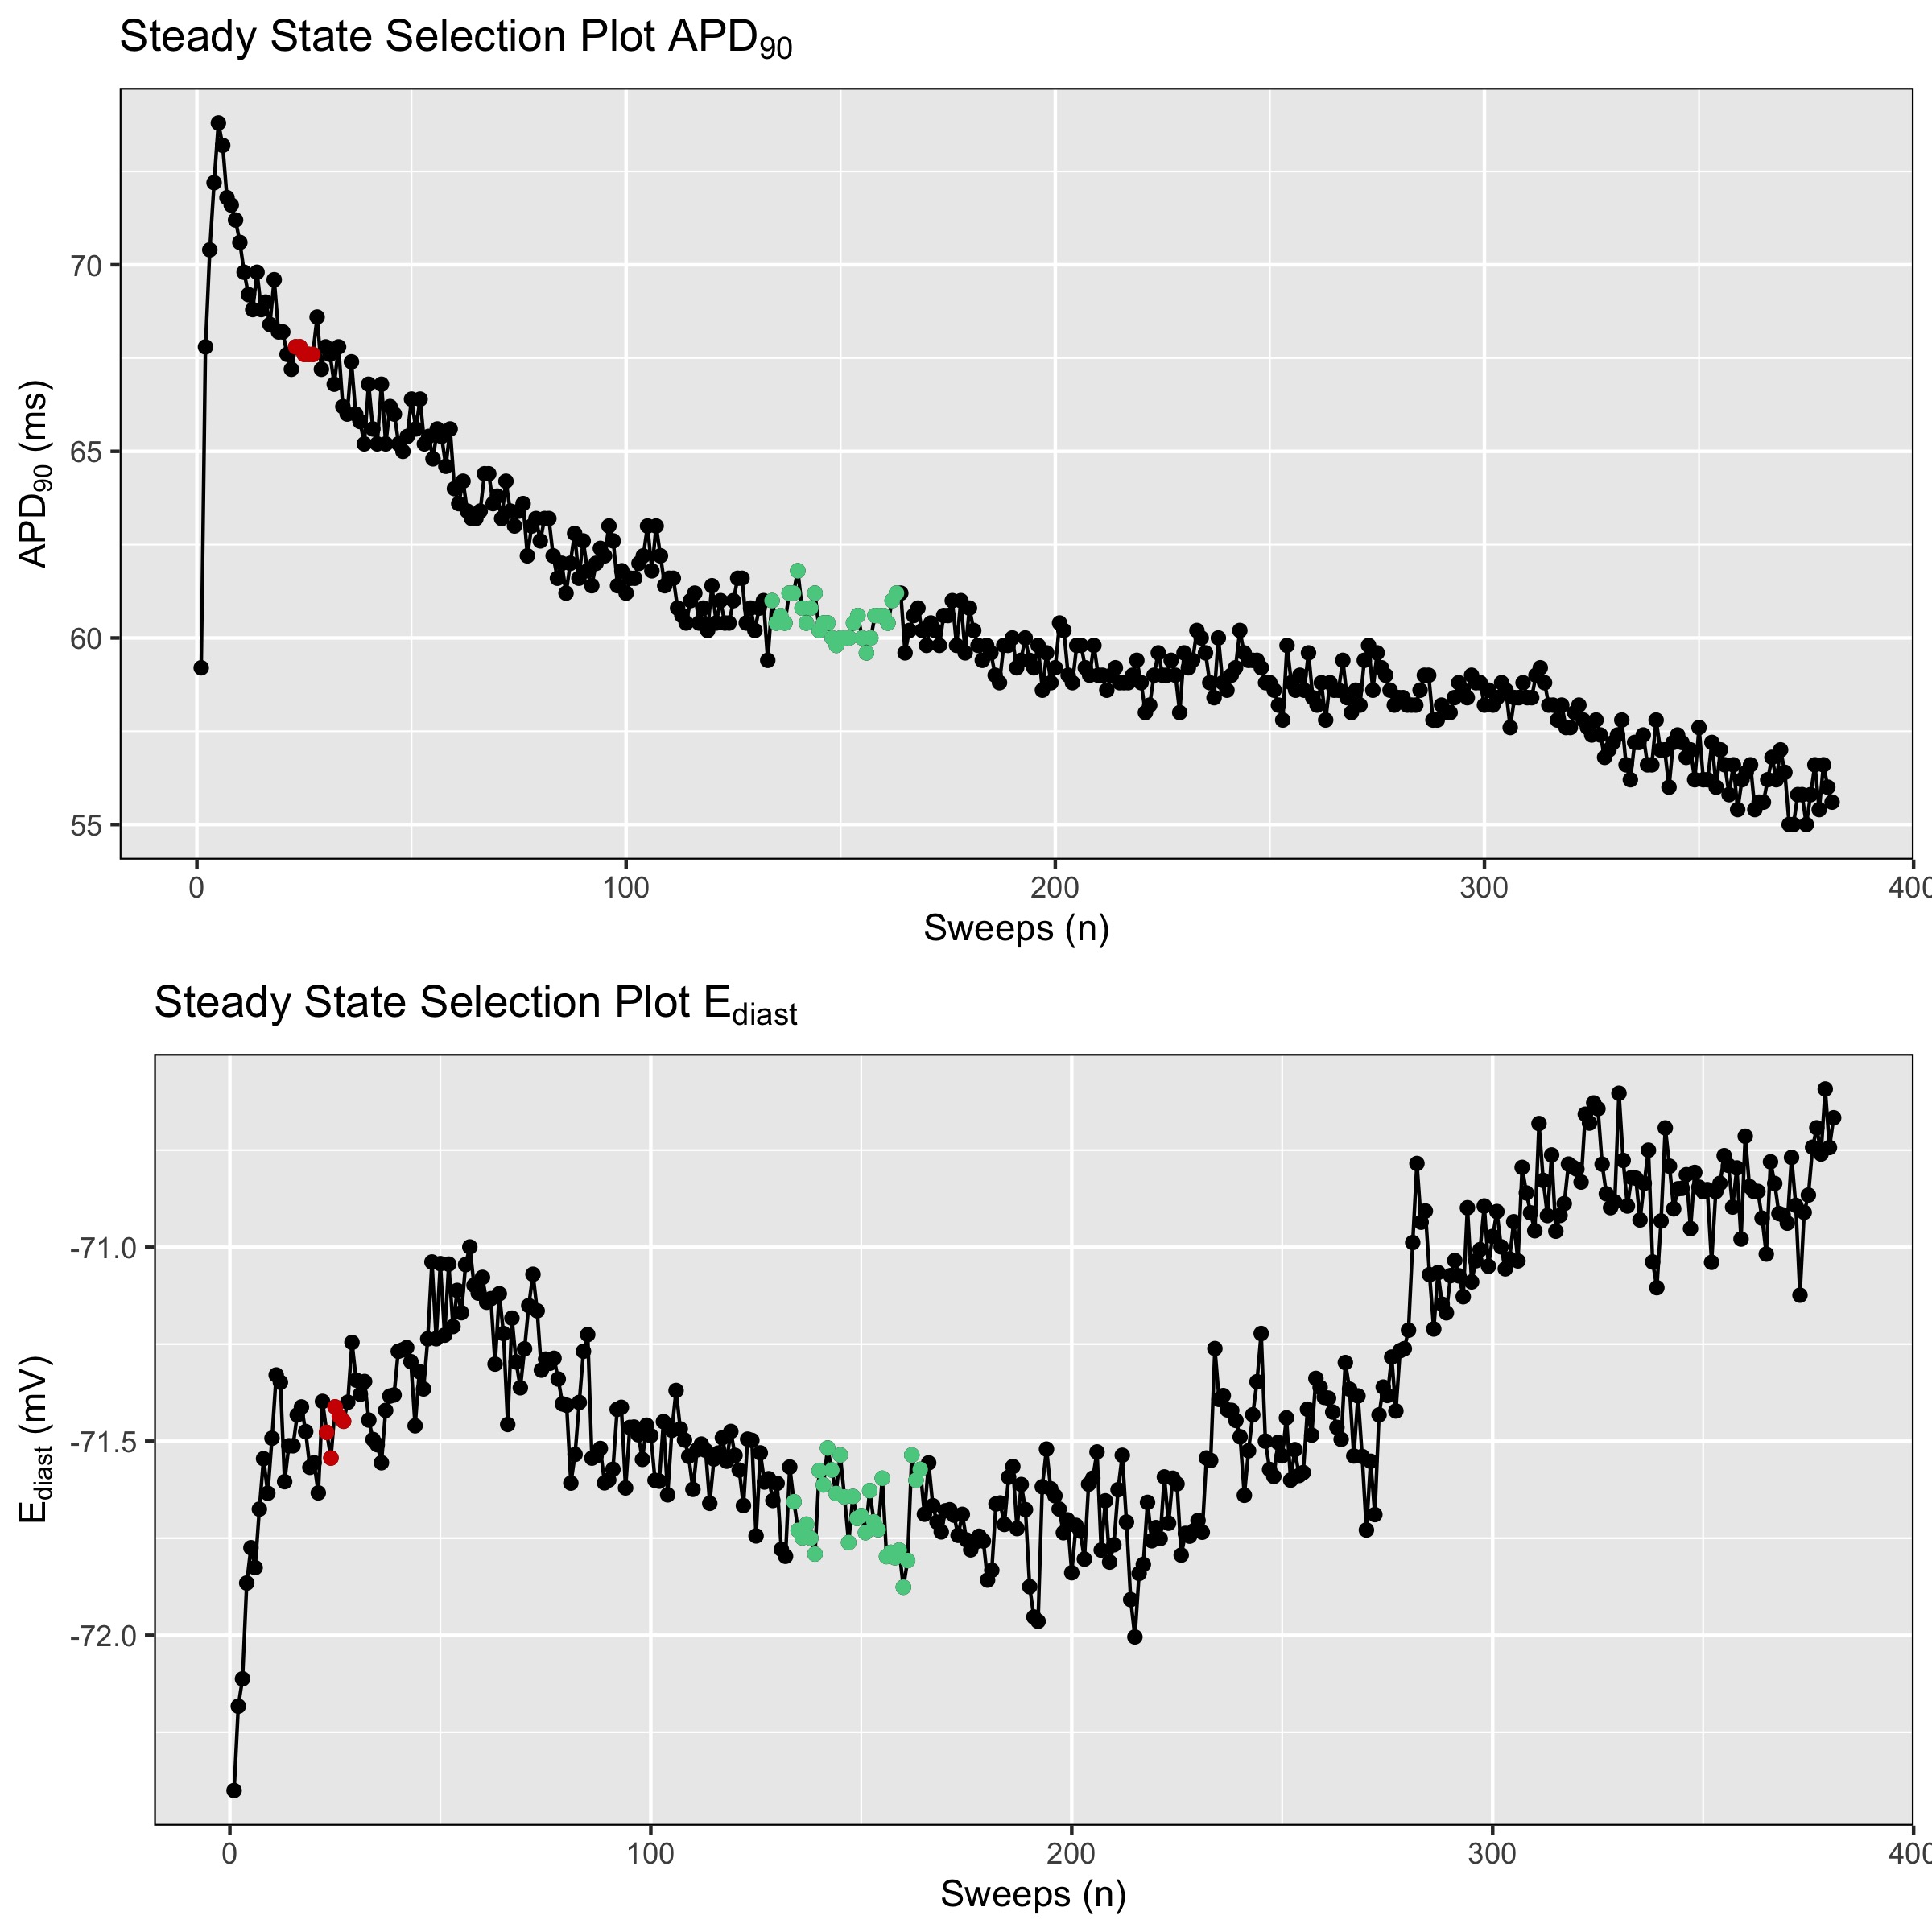 Steady State Selection Plot APD90
70
65
60
55
APD90 (ms)
0 100 200 300 400
Sweeps (n)
Steady State Selection Plot Ediast
-71.0
-71.5
-72.0
Ediast (mV)
0 100 200 300 400
Sweeps (n)